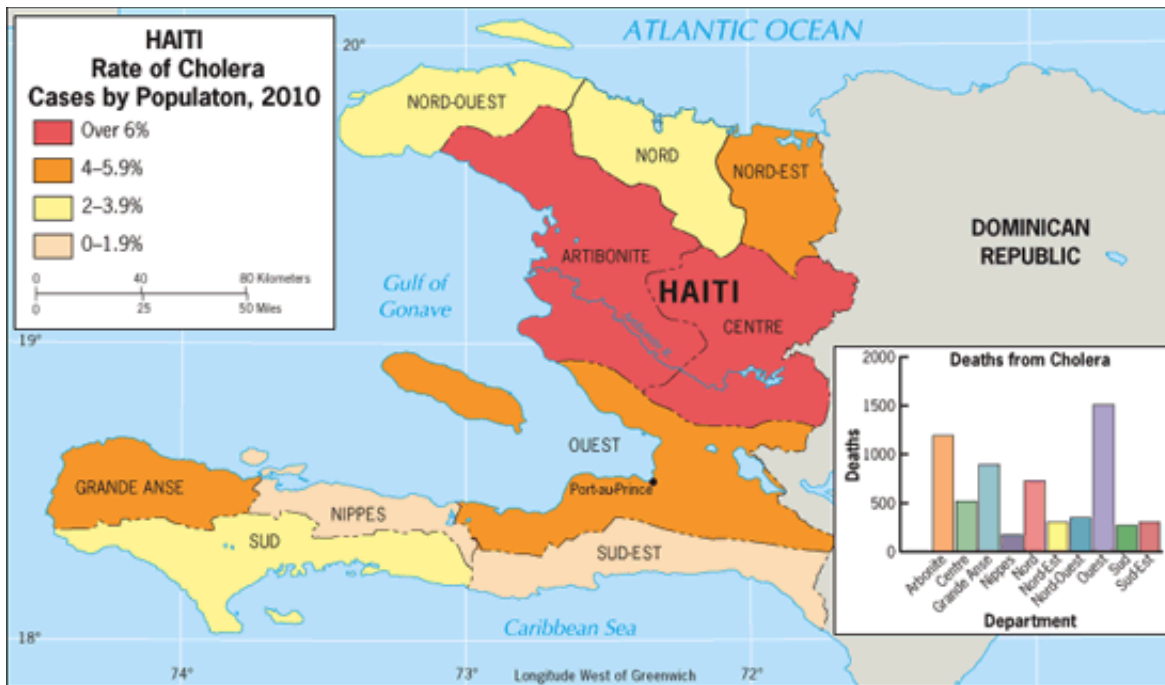 HAITI
Rate of Cholera
Cases by Populaton, 2010
Over 6%
4–5.9%
2–3.9%
0–1.9%
0 40 80 Kilometers
0 25 50 Miles
ATLANTIC OCEAN
20°
NORD-OUEST
NORD
NORD-EST
DOMINICAN
REPUBLIC
ARTIBONITE
Gulf of
Gonave
HAITI
CENTRE
Artibonite R.
19°
OUEST
Port-au-Prince
GRANDE ANSE
NIPPES
SUD
SUD-EST
Caribbean Sea
18°
74°
73°
Longitude West of Greenwich
72°
Deaths from Cholera
2000
1500
1000
500
0
Deaths
Arbonite
Centre
Grande Anse
Nippes
Nord
Nord-Est
Nord-Ouest
Ouest
Sud
Sud-Est
Department